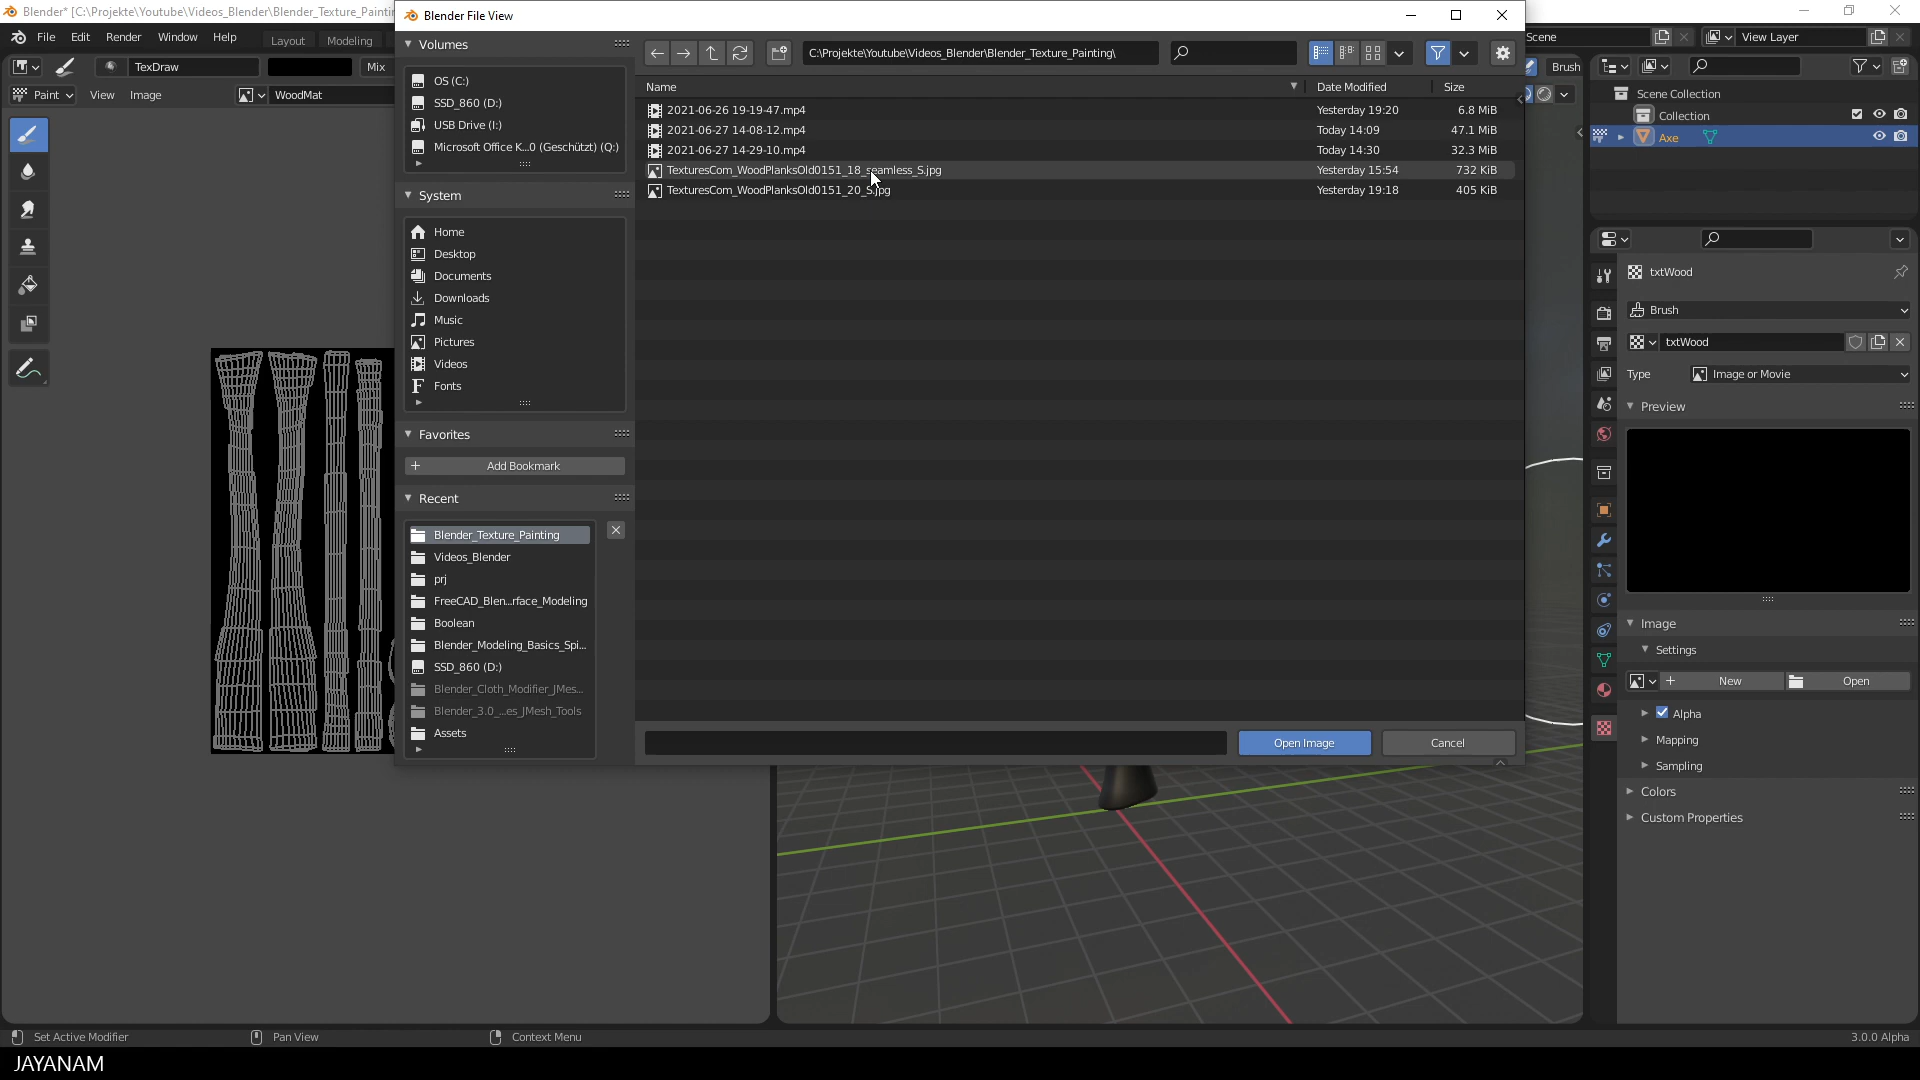 Blender* [C:\Projekte\Youtube\Videos_Blender\Blender_Texture_Paintin
Blender File View
File Edit Render Window Help Layout Modeling
Scene
View Layer
TexDraw
Mix
Brush
Paint View Image
WoodMat
Volumes
OS (C:)
SSD_860 (D:)
USB Drive (I:)
Microsoft Office K...0 (Geschützt) (Q:)
System
Home
Desktop
Documents
Downloads
Music
Pictures
Videos
Fonts
Favorites
Add Bookmark
Recent
Blender_Texture_Painting
Videos_Blender
prj
FreeCAD_Blen...rface_Modeling
Boolean
Blender_Modeling_Basics_Spi...
SSD_860 (D:)
Blender_Cloth_Modifier_JMes...
Blender_3.0_...es_JMesh_Tools
Assets
C:\Projekte\Youtube\Videos_Blender\Blender_Texture_Painting\
Name Date Modified Size
2021-06-26 19-19-47.mp4 Yesterday 19:20 6.8 MiB
2021-06-27 14-08-12.mp4 Today 14:09 47.1 MiB
2021-06-27 14-29-10.mp4 Today 14:30 32.3 MiB
TexturesCom_WoodPlanksOld0151_18_seamless_S.jpg Yesterday 15:54 732 KiB
TexturesCom_WoodPlanksOld0151_20_S.jpg Yesterday 19:18 405 KiB
Open Image Cancel
Scene Collection
Collection
Axe
txtWood
Brush
txtWood
Type Image or Movie
Preview
Image
Settings
New Open
Alpha
Mapping
Sampling
Colors
Custom Properties
Set Active Modifier Pan View Context Menu 3.0.0 Alpha
JAYANAM